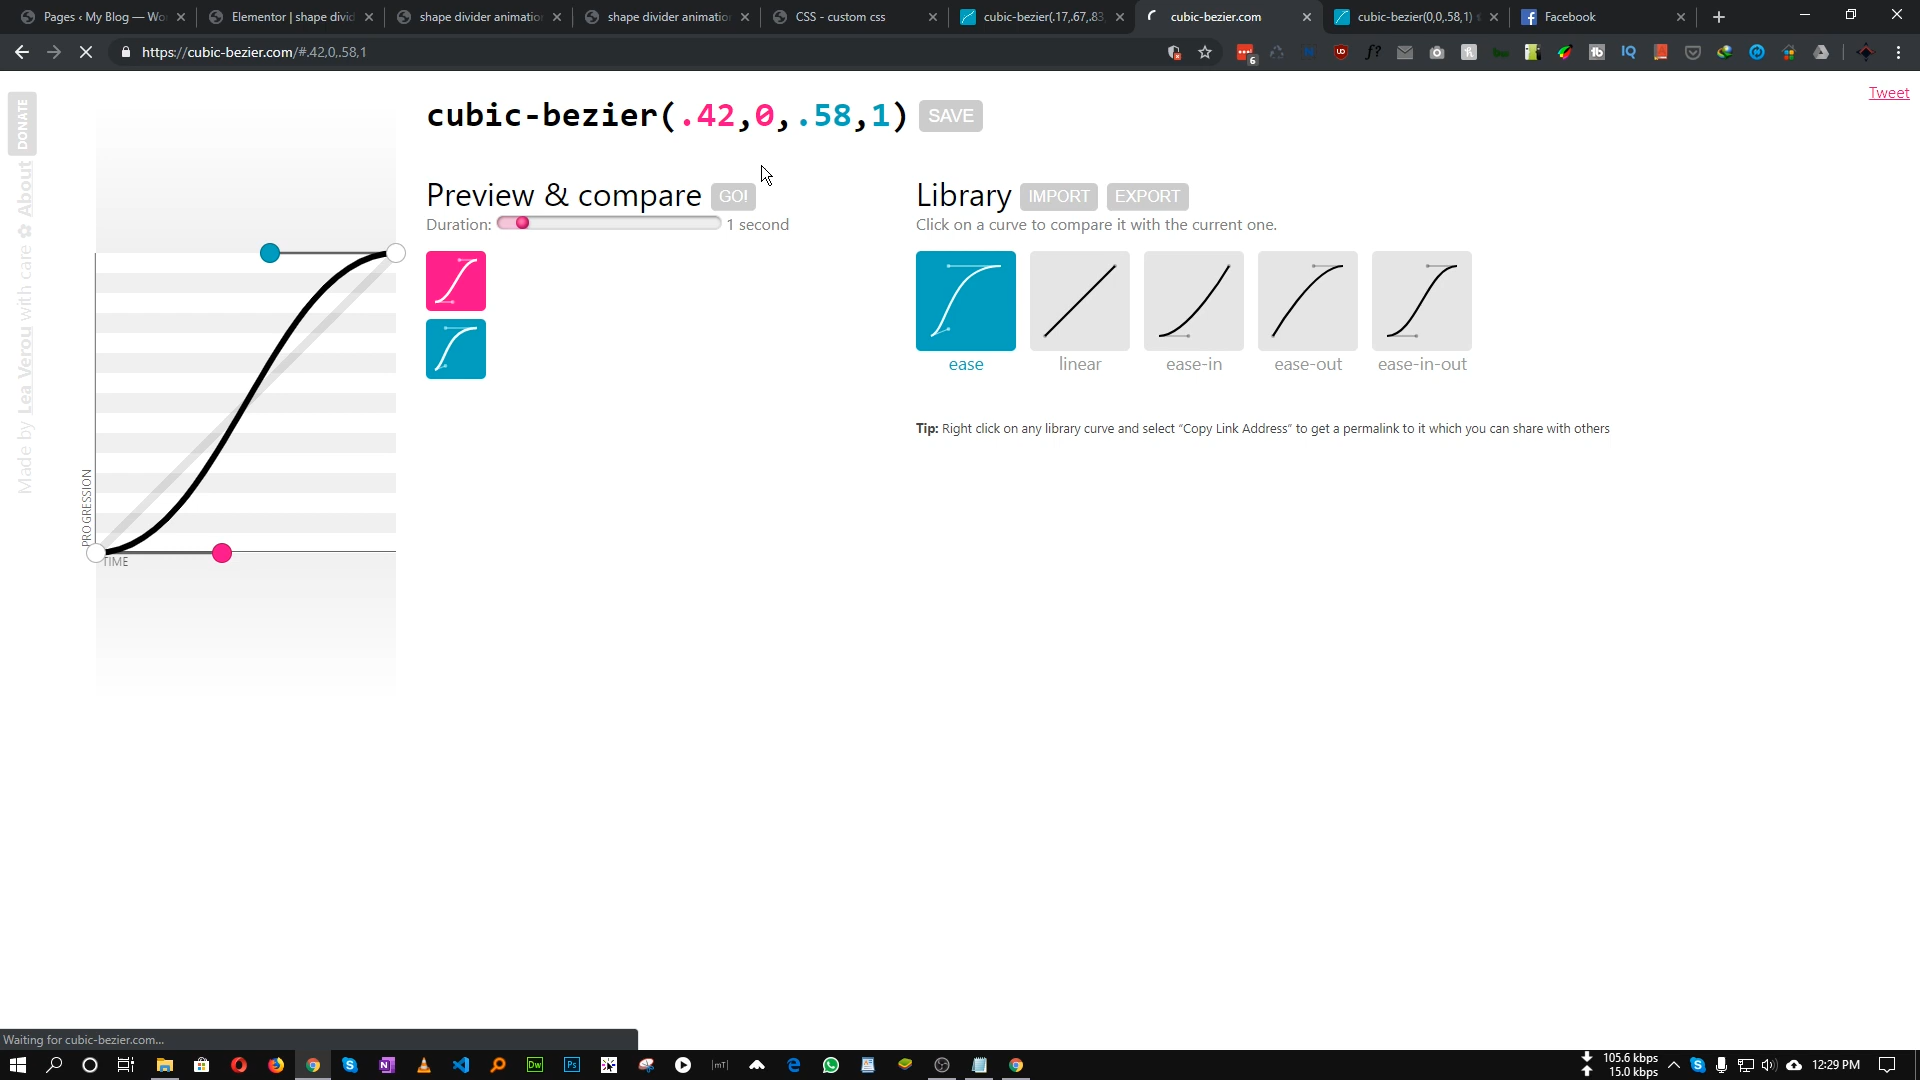 Pages ‹ My Blog — Wo
Elementor | shape divid
shape divider animatio
shape divider animatio
CSS - custom css
cubic-bezier(.17,.67,.83
cubic-bezier.com
cubic-bezier(0,0,.58,1)
Facebook
https://cubic-bezier.com/#.42,0,.58,1
6
Tweet
DONATE
Made by Lea Verou with care ✿ About
cubic-bezier(.42,0,.58,1)
SAVE
Preview & compare
GO!
Duration:
1 second
Library
IMPORT
EXPORT
Click on a curve to compare it with the current one.
ease
linear
ease-in
ease-out
ease-in-out
Tip: Right click on any library curve and select “Copy Link Address” to get a permalink to it which you can share with others
PROGRESSION
TIME
Waiting for cubic-bezier.com...
105.6 kbps
15.0 kbps
12:29 PM